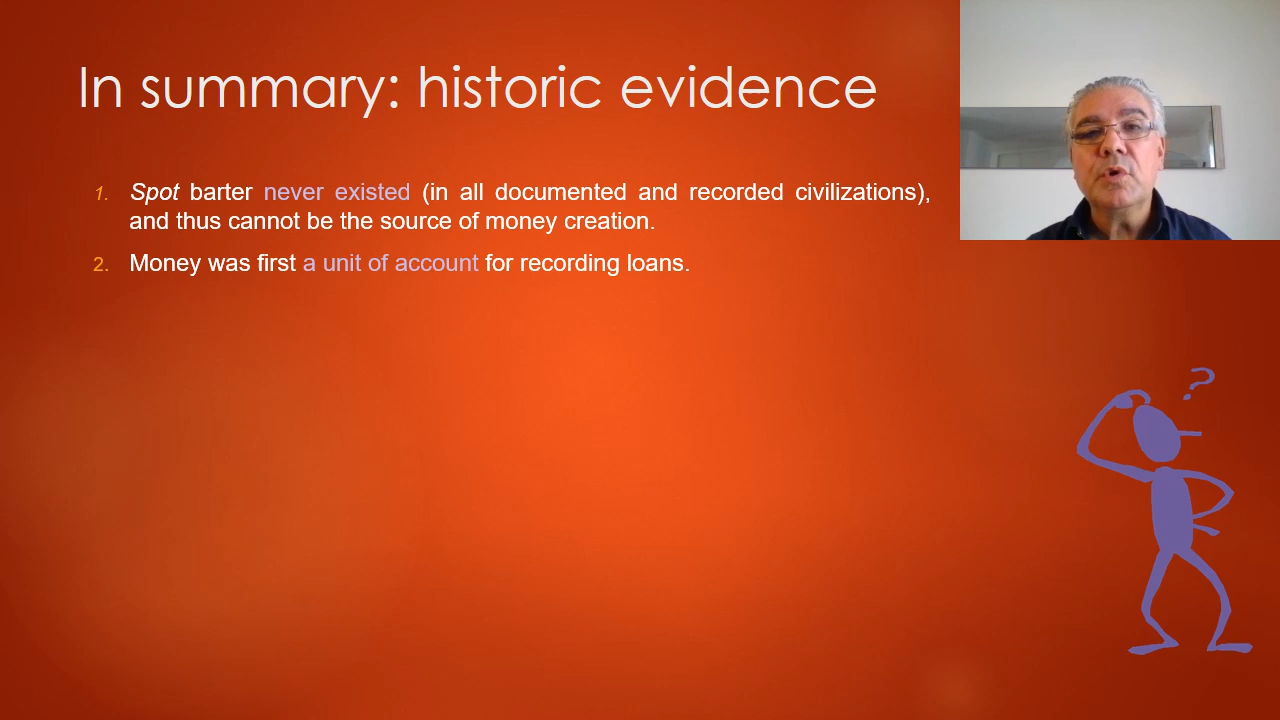 In summary: historic evidence
1. Spot barter never existed (in all documented and recorded civilizations),
and thus cannot be the source of money creation.
2. Money was first a unit of account for recording loans.
?